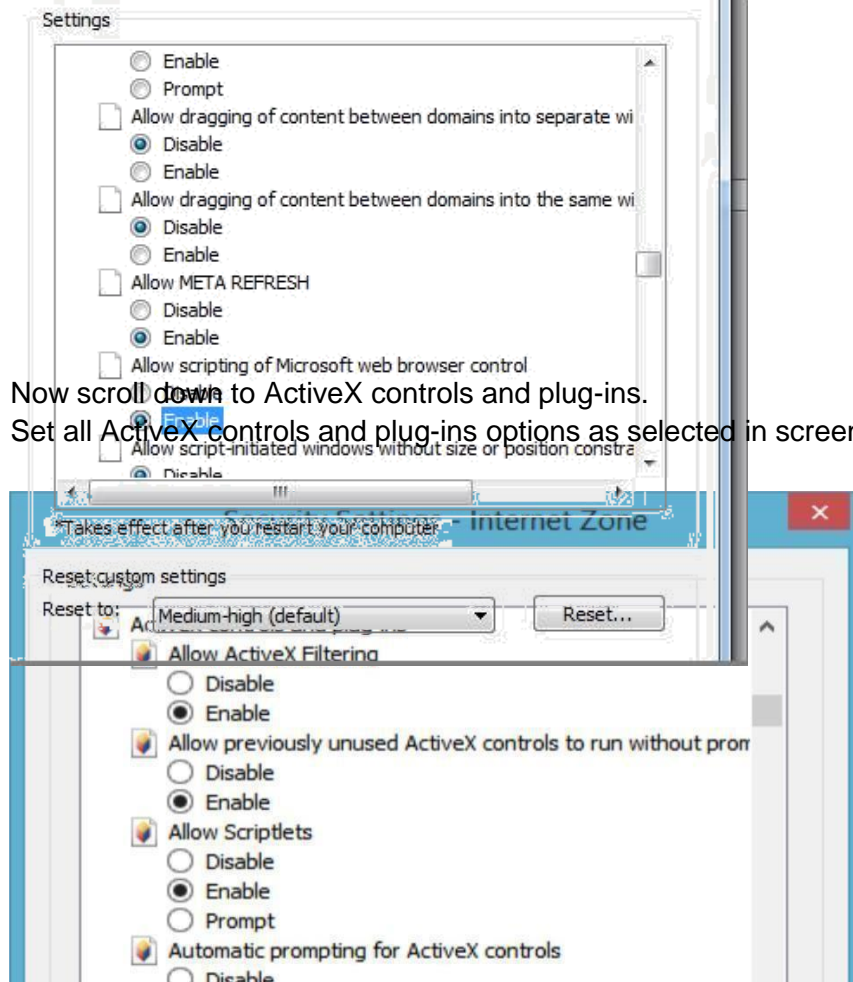 Settings
Enable
Prompt
Allow dragging of content between domains into separate wi
Disable
Enable
Allow dragging of content between domains into the same wi
Disable
Enable
Allow META REFRESH
Disable
Enable
Allow scripting of Microsoft web browser control
Now scroll down to ActiveX controls and plug-ins.
Disable
Set all ActiveX controls and plug-ins options as selected in screen
Enable
Allow script-initiated windows without size or position constra
Disable
Security Settings - Internet Zone
*Takes effect after you restart your computer
Reset custom settings
Reset to: Medium-high (default) Reset...
Allow ActiveX Filtering
Disable
Enable
Allow previously unused ActiveX controls to run without prom
Disable
Enable
Allow Scriptlets
Disable
Enable
Prompt
Automatic prompting for ActiveX controls
Disable